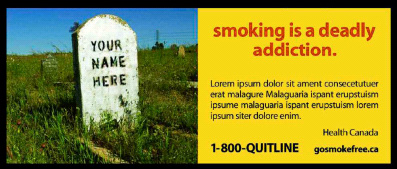 YOUR
NAME
HERE
smoking is a deadly
addiction.
Lorem ipsum dolor sit ament consectetutuer
erat malagure Malaguaria ispant erupstuism
ipsume malaguaria ispant erupstuism lorem
ipsum siter dolore enim.
Health Canada
1-800-QUITLINE gosmokefree.ca